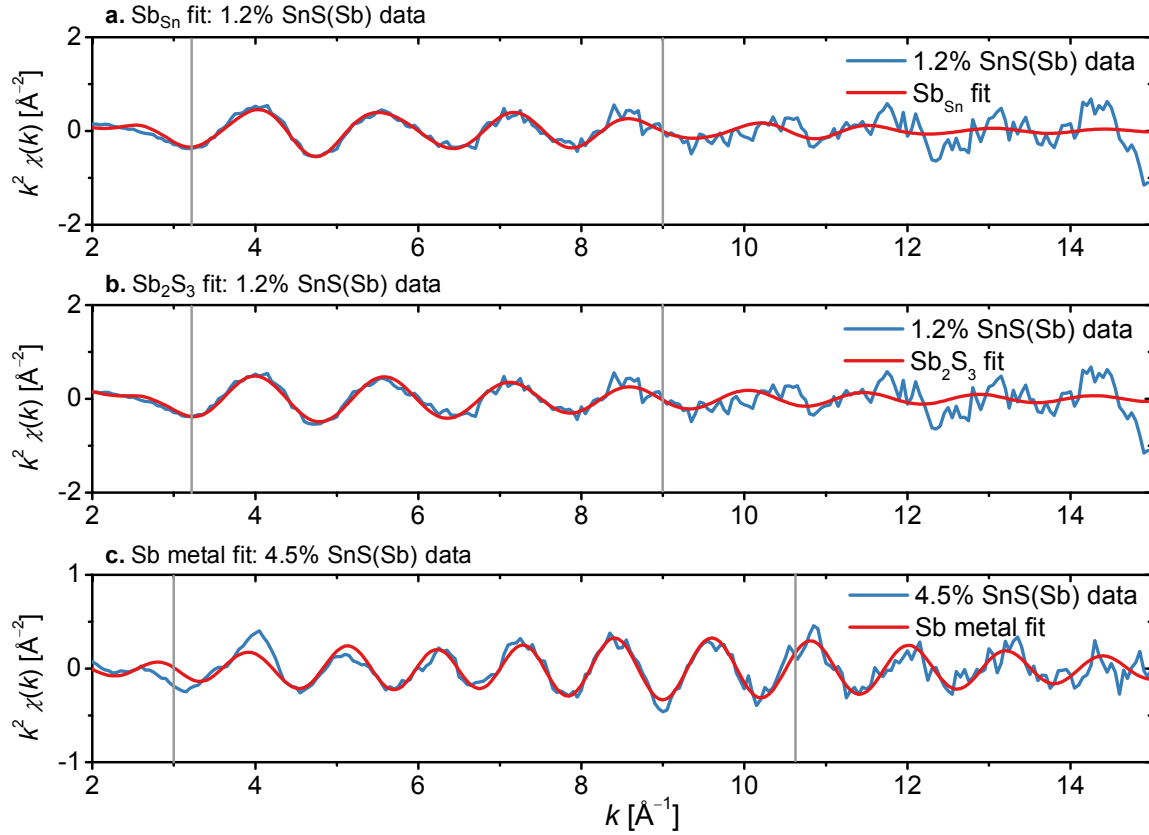 a. Sb_Sn fit: 1.2% SnS(Sb) data
2
0
-2
k² χ(k) [Å⁻²]
1.2% SnS(Sb) data
Sb_Sn fit
2 4 6 8 10 12 14
b. Sb₂S₃ fit: 1.2% SnS(Sb) data
2
0
-2
k² χ(k) [Å⁻²]
1.2% SnS(Sb) data
Sb₂S₃ fit
2 4 6 8 10 12 14
c. Sb metal fit: 4.5% SnS(Sb) data
1
0
-1
k² χ(k) [Å⁻²]
4.5% SnS(Sb) data
Sb metal fit
2 4 6 8 10 12 14
k [Å⁻¹]